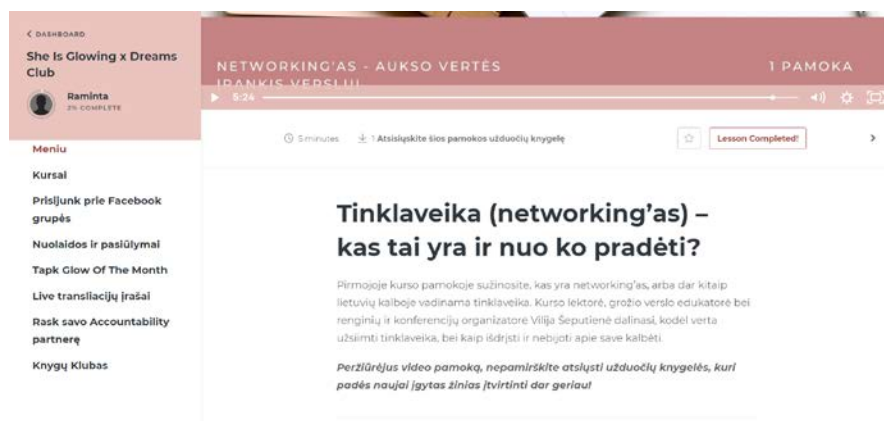 DASHBOARD
She Is Glowing x Dreams
Club
Raminta
2% COMPLETE
Meniu
Kursai
Prisijunk prie Facebook
grupės
Nuolaidos ir pasiūlymai
Tapk Glow Of The Month
Live transliacijų įrašai
Rask savo Accountability
partnerę
Knygų Klubas
NETWORKING'AS - AUKSO VERTĖS
ĮRANKIS VERSLUI
1 PAMOKA
5:24
5 minutes
1 Atsisiųskite šios pamokos užduočių knygelę
Lesson Completed!
Tinklaveika (networking'as) –
kas tai yra ir nuo ko pradėti?
Pirmojoje kurso pamokoje sužinosite, kas yra networking'as, arba dar kitaip
lietuvių kalboje vadinama tinklaveika. Kurso lektorė, grožio verslo edukatorė bei
renginių ir konferencijų organizatorė Vilija Šeputienė dalinasi, kodėl verta
užsiimti tinklaveika, bei kaip išdrįsti ir nebijoti apie save kalbėti.
Peržiūrėjus video pamoką, nepamirškite atsiųsti užduočių knygelės, kuri
padės naujai įgytas žinias įtvirtinti dar geriau!